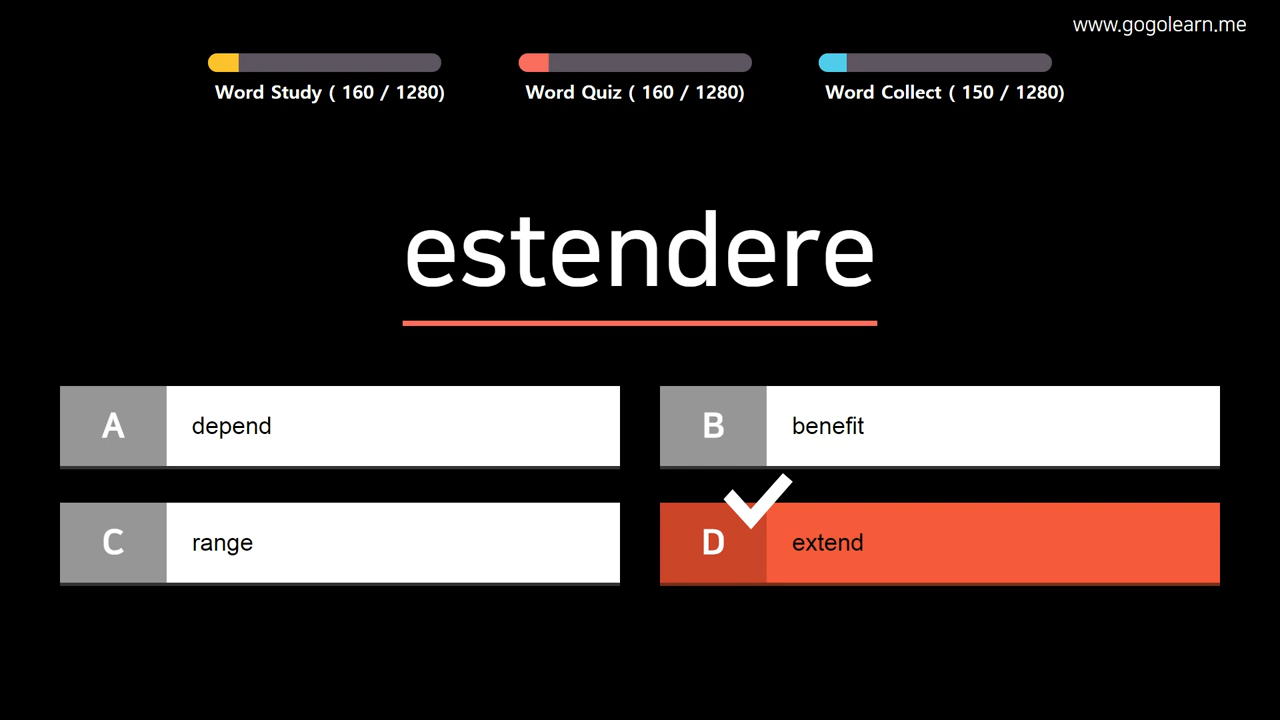 www.gogolearn.me
Word Study ( 160 / 1280)
Word Quiz ( 160 / 1280)
Word Collect ( 150 / 1280)
estendere
A depend
B benefit
C range
D extend